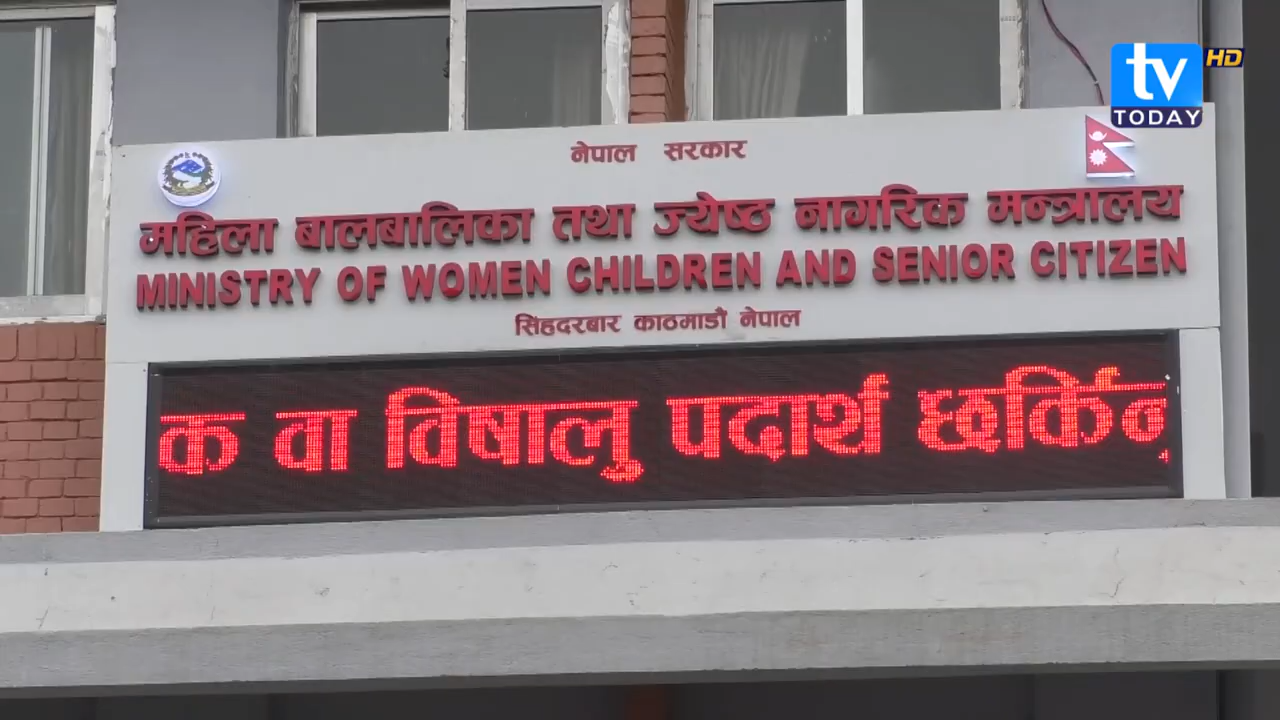 tv HD
TODAY
नेपाल सरकार
महिला बालबालिका तथा ज्येष्ठ नागरिक मन्त्रालय
MINISTRY OF WOMEN CHILDREN AND SENIOR CITIZEN
सिंहदरबार काठमाडौं नेपाल
क वा विषालु पदार्थ छर्किनु